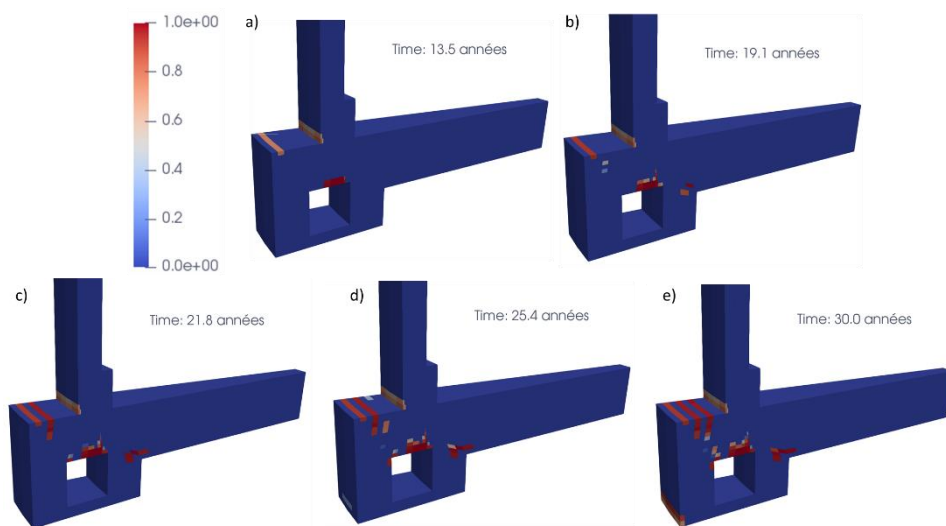 a)
b)
1.0e+00
0.8
0.6
0.4
0.2
0.0e+00
Time: 13.5 années
Time: 19.1 années
c)
d)
e)
Time: 21.8 années
Time: 25.4 années
Time: 30.0 années